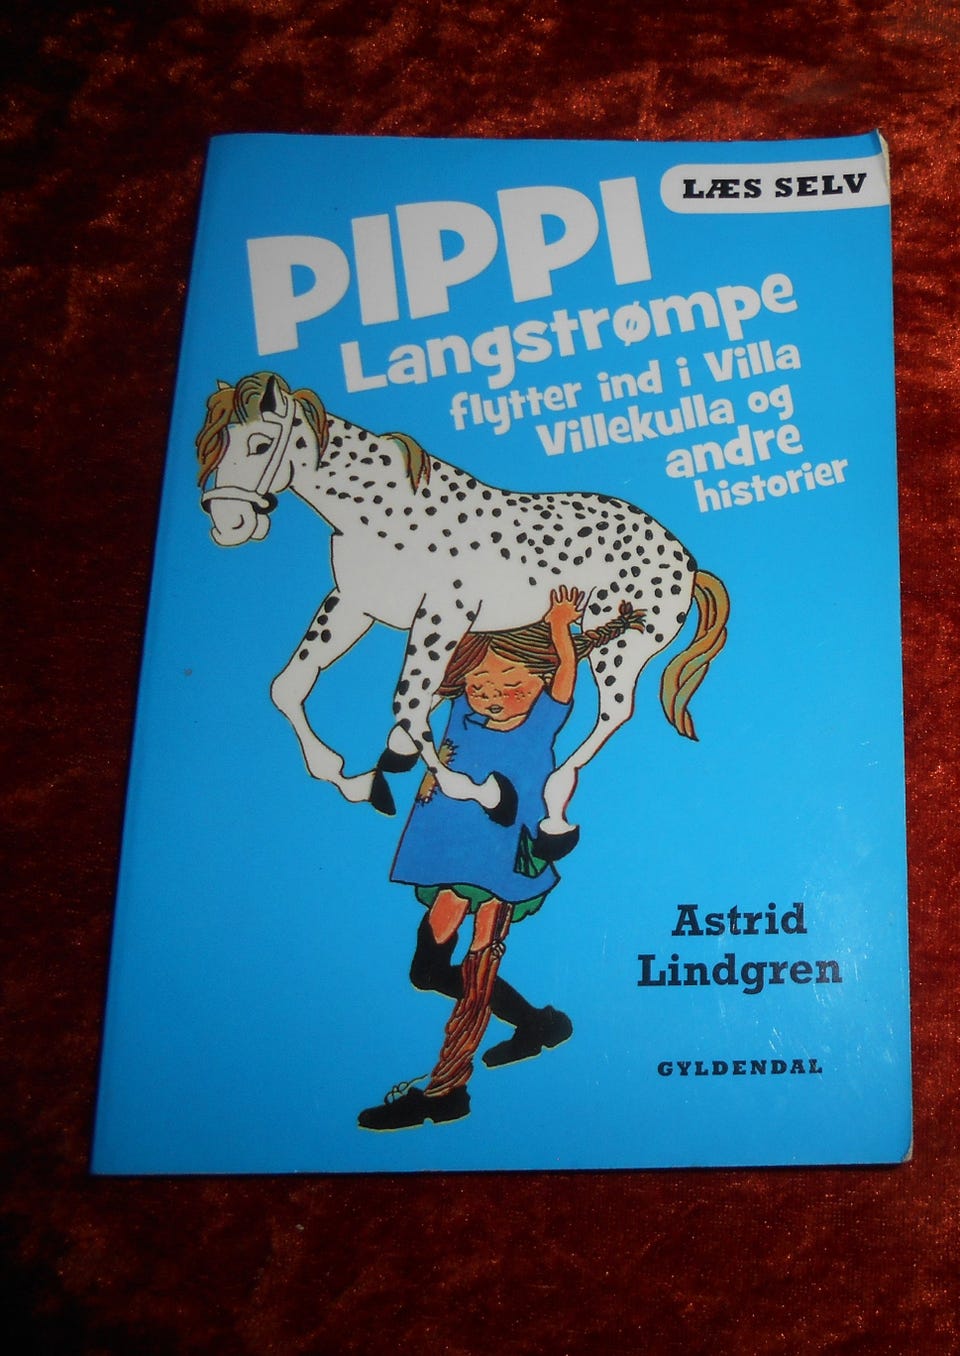 LÆS SELV
PIPPI
Langstrømpe
flytter ind i Villa
Villekulla og
andre
historier
Astrid
Lindgren
GYLDENDAL